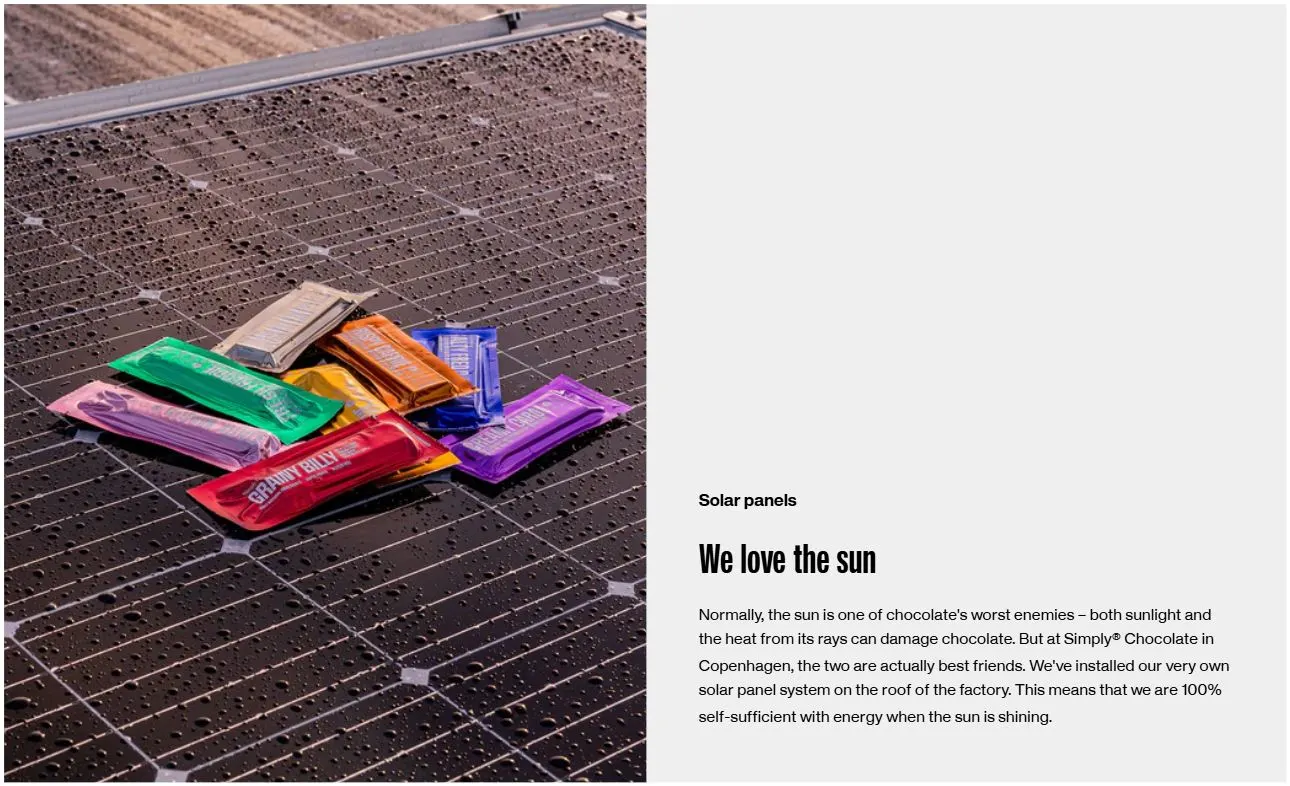 GRAINY BILLY
Solar panels
We love the sun
Normally, the sun is one of chocolate's worst enemies – both sunlight and
the heat from its rays can damage chocolate. But at Simply® Chocolate in
Copenhagen, the two are actually best friends. We've installed our very own
solar panel system on the roof of the factory. This means that we are 100%
self-sufficient with energy when the sun is shining.